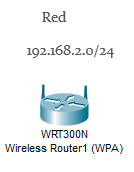 Red
192.168.2.0/24
WRT300N
Wireless Router1 (WPA)